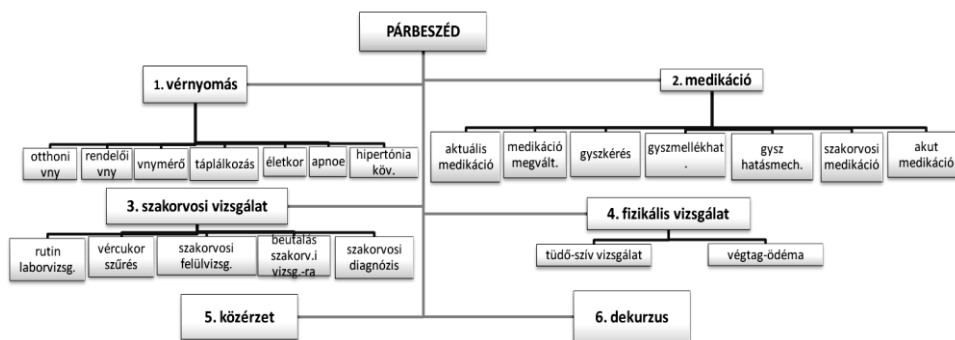 PÁRBESZÉD
1. vérnyomás
2. medikáció
otthoni
vny
rendelői
vny
vnymérő
táplálkozás
életkor
apnoe
hipertónia
köv.
aktuális
medikáció
medikáció
megvált.
gyszkérés
gyszmellékhat
.
gysz
hatásmech.
szakorvosi
medikáció
akut
medikáció
3. szakorvosi vizsgálat
4. fizikális vizsgálat
rutin
laborvizsg.
vércukor
szűrés
szakorvosi
felülvizsg.
beutalás
szakorv.i
vizsg.-ra
szakorvosi
diagnózis
tüdő-szív vizsgálat
végtag-ödéma
5. közérzet
6. dekurzus